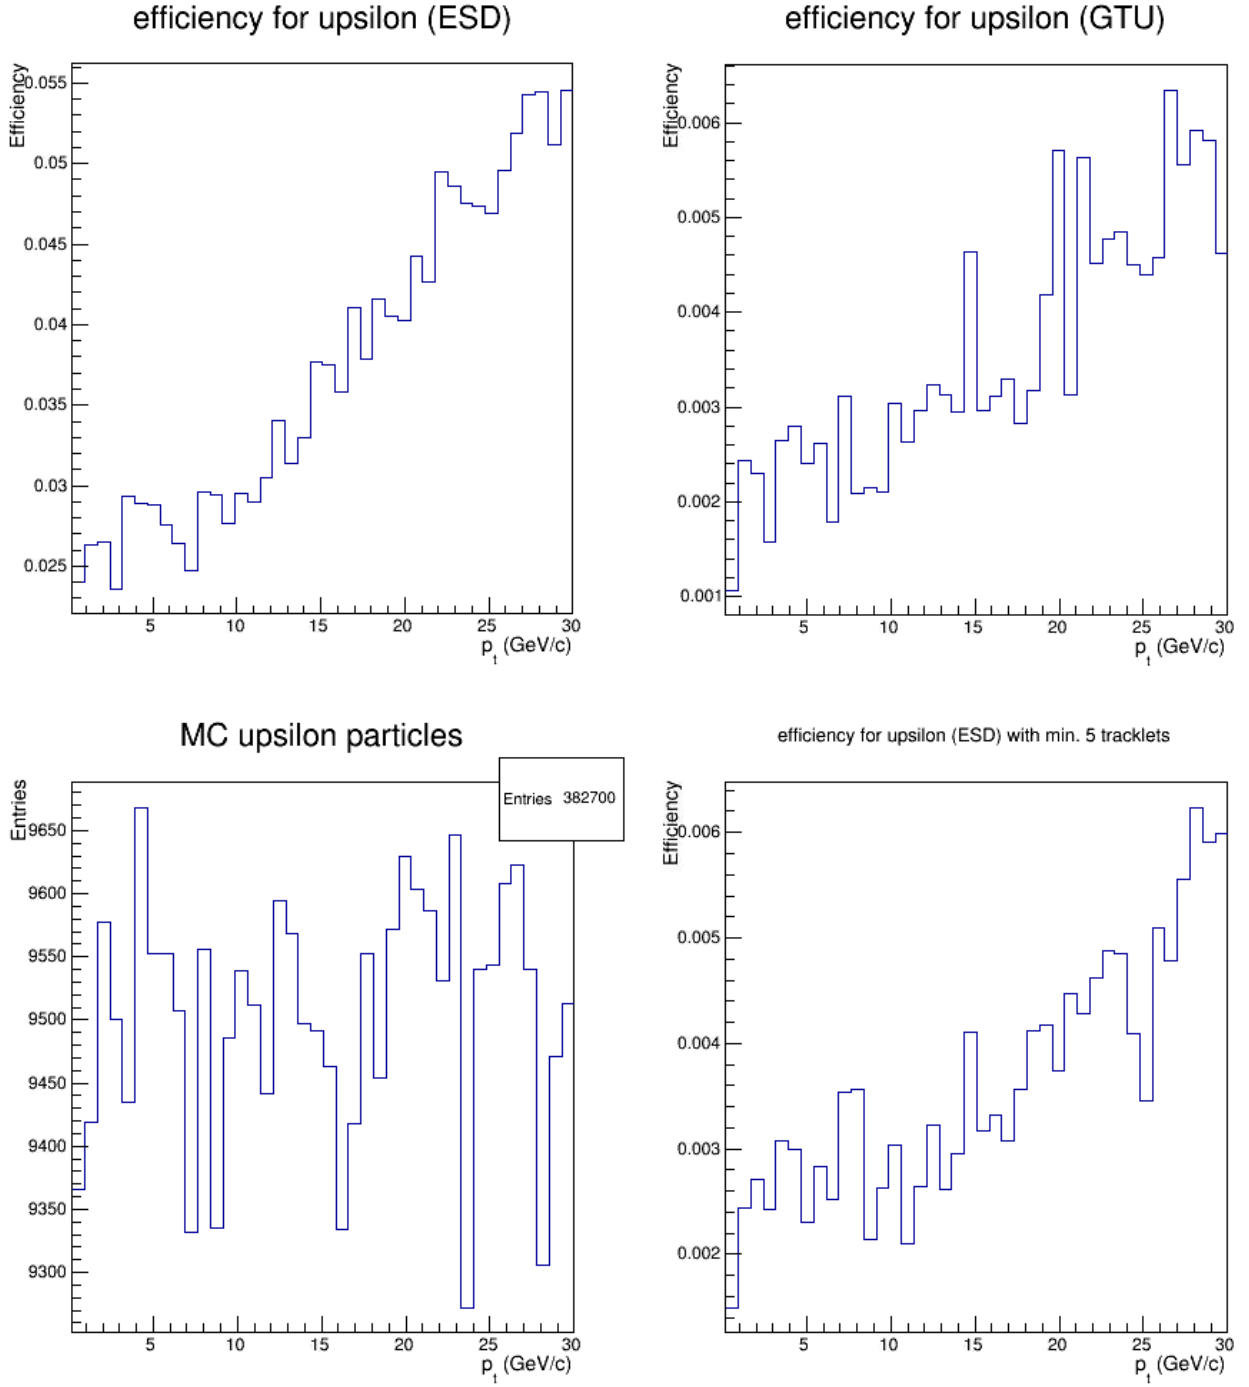 efficiency for upsilon (ESD)
Efficiency
0.055
0.05
0.045
0.04
0.035
0.03
0.025
5 10 15 20 25 30
p_t (GeV/c)
efficiency for upsilon (GTU)
Efficiency
0.006
0.005
0.004
0.003
0.002
0.001
5 10 15 20 25 30
p_t (GeV/c)
MC upsilon particles
Entries 382700
Entries
9650
9600
9550
9500
9450
9400
9350
9300
5 10 15 20 25 30
p_t (GeV/c)
efficiency for upsilon (ESD) with min. 5 tracklets
Efficiency
0.006
0.005
0.004
0.003
0.002
5 10 15 20 25 30
p_t (GeV/c)